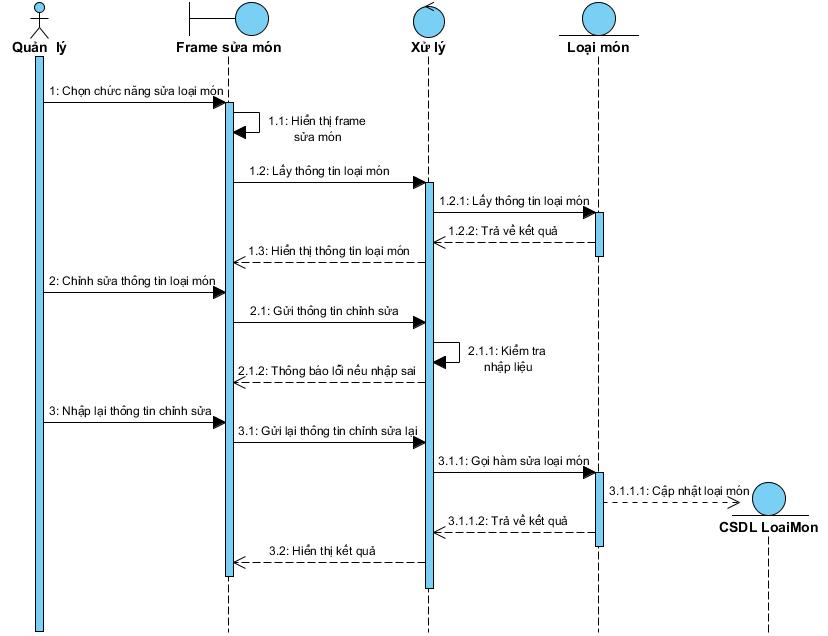 Quản lý
Frame sửa món
Xử lý
Loại món
1: Chọn chức năng sửa loại món
1.1: Hiển thị frame
sửa món
1.2: Lấy thông tin loại món
1.2.1: Lấy thông tin loại món
1.2.2: Trả về kết quả
1.3: Hiển thị thông tin loại món
2: Chỉnh sửa thông tin loại món
2.1: Gửi thông tin chỉnh sửa
2.1.1: Kiểm tra
nhập liệu
2.1.2: Thông báo lỗi nếu nhập sai
3: Nhập lại thông tin chỉnh sửa
3.1: Gửi lại thông tin chỉnh sửa lại
3.1.1: Gọi hàm sửa loại món
3.1.1.1: Cập nhật loại món
3.1.1.2: Trả về kết quả
CSDL LoaiMon
3.2: Hiển thị kết quả